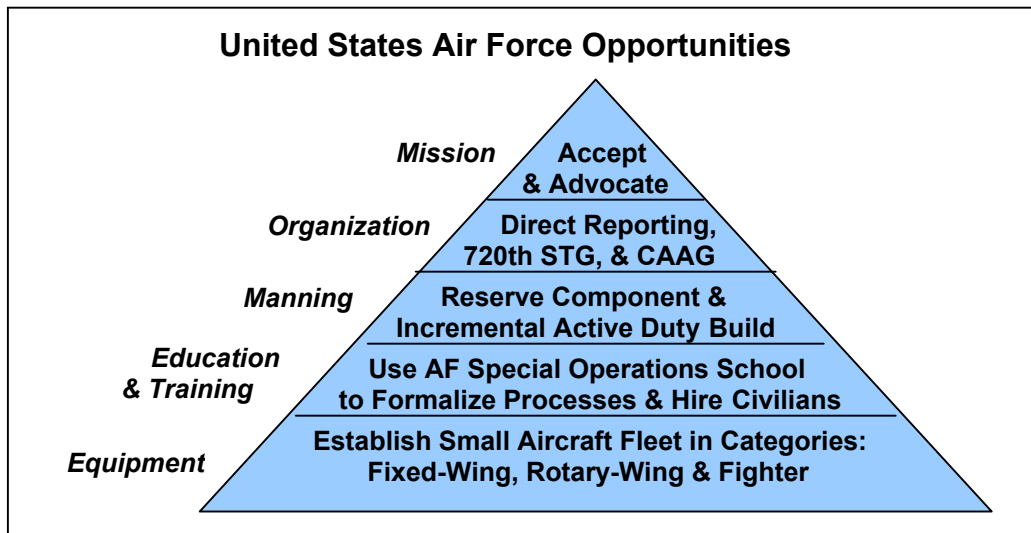 United States Air Force Opportunities
Mission
Accept
& Advocate
Organization
Direct Reporting,
720th STG, & CAAG
Manning
Reserve Component &
Incremental Active Duty Build
Education
& Training
Use AF Special Operations School
to Formalize Processes & Hire Civilians
Equipment
Establish Small Aircraft Fleet in Categories:
Fixed-Wing, Rotary-Wing & Fighter